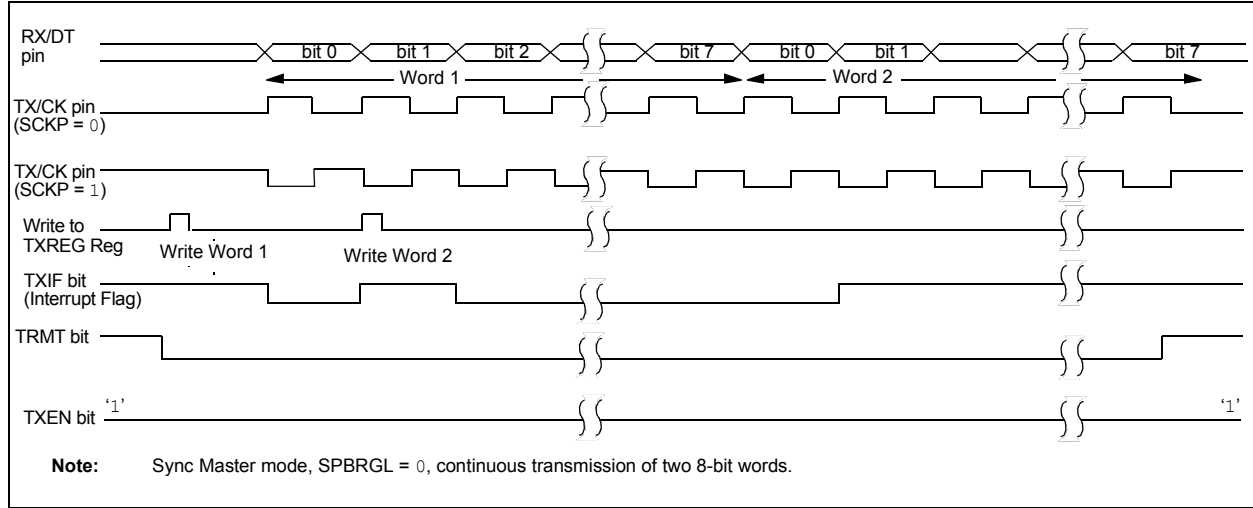 RX/DT
pin
bit 0 bit 1 bit 2 bit 7 bit 0 bit 1 bit 7
Word 1 Word 2
TX/CK pin
(SCKP = 0)
TX/CK pin
(SCKP = 1)
Write to
TXREG Reg
Write Word 1 Write Word 2
TXIF bit
(Interrupt Flag)
TRMT bit
TXEN bit
‘1’ ‘1’
Note: Sync Master mode, SPBRGL = 0, continuous transmission of two 8-bit words.